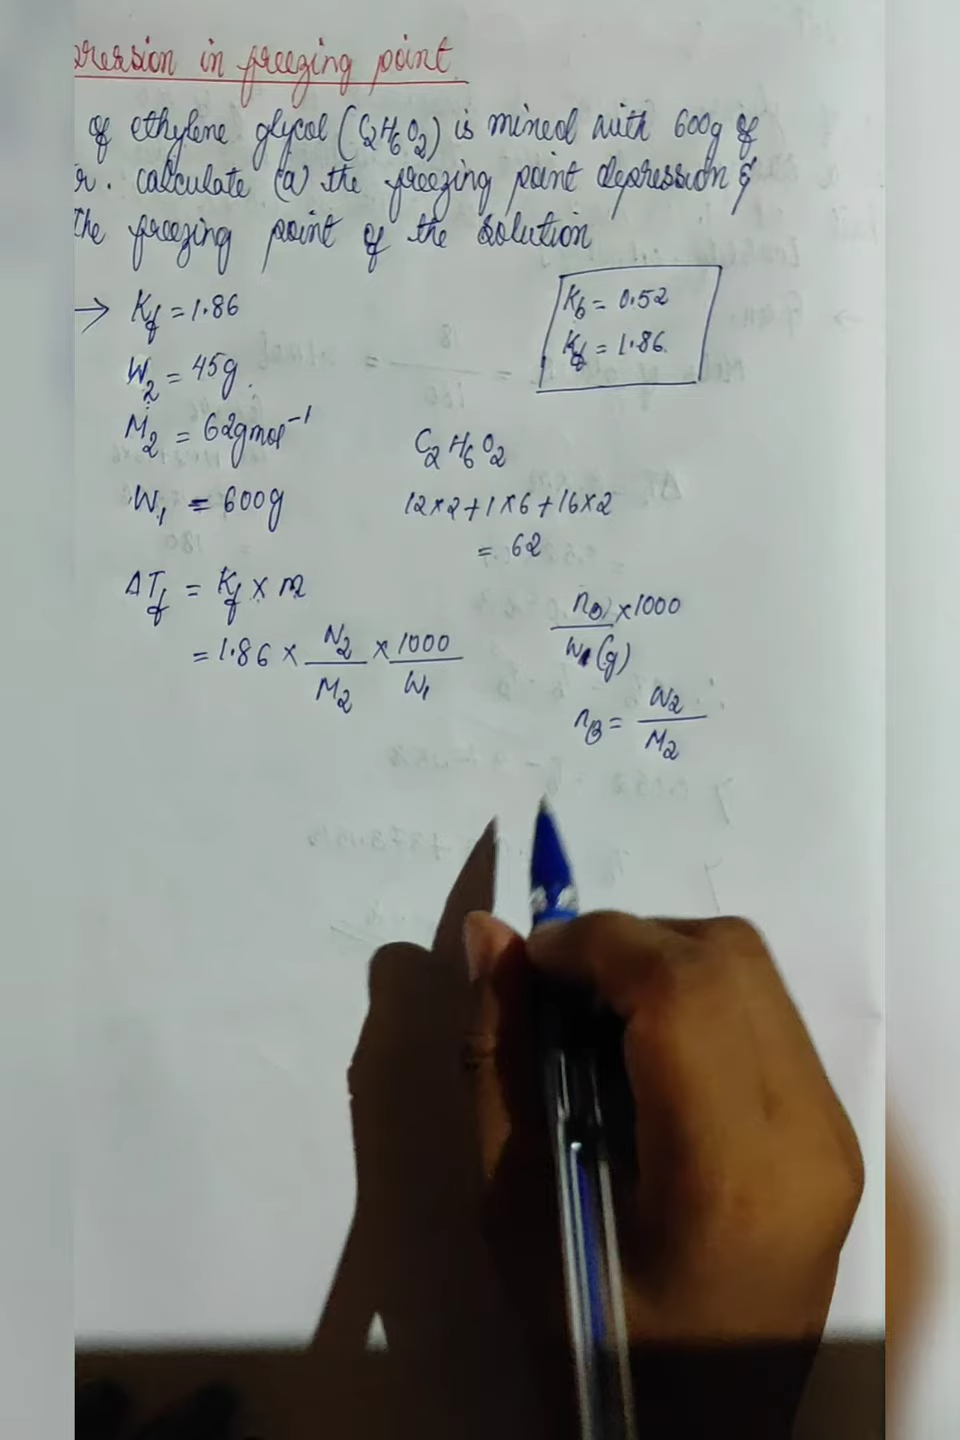 pression in freezing point
of ethylene glycol (C2H6O2) is mixed with 600g of
r. calculate (a) the freezing point depression &
the freezing point of the solution
→ Kf = 1.86
Kb = 0.52
Kf = 1.86.
W2 = 45g.
M2 = 62gmol⁻¹
C2H6O2
W1 = 600g
12×2+1×6+16×2
= 62
ΔTf = Kf × m
= 1.86 × W2/M2 × 1000/W1
nB × 1000
W1(g)
nB = W2/M2